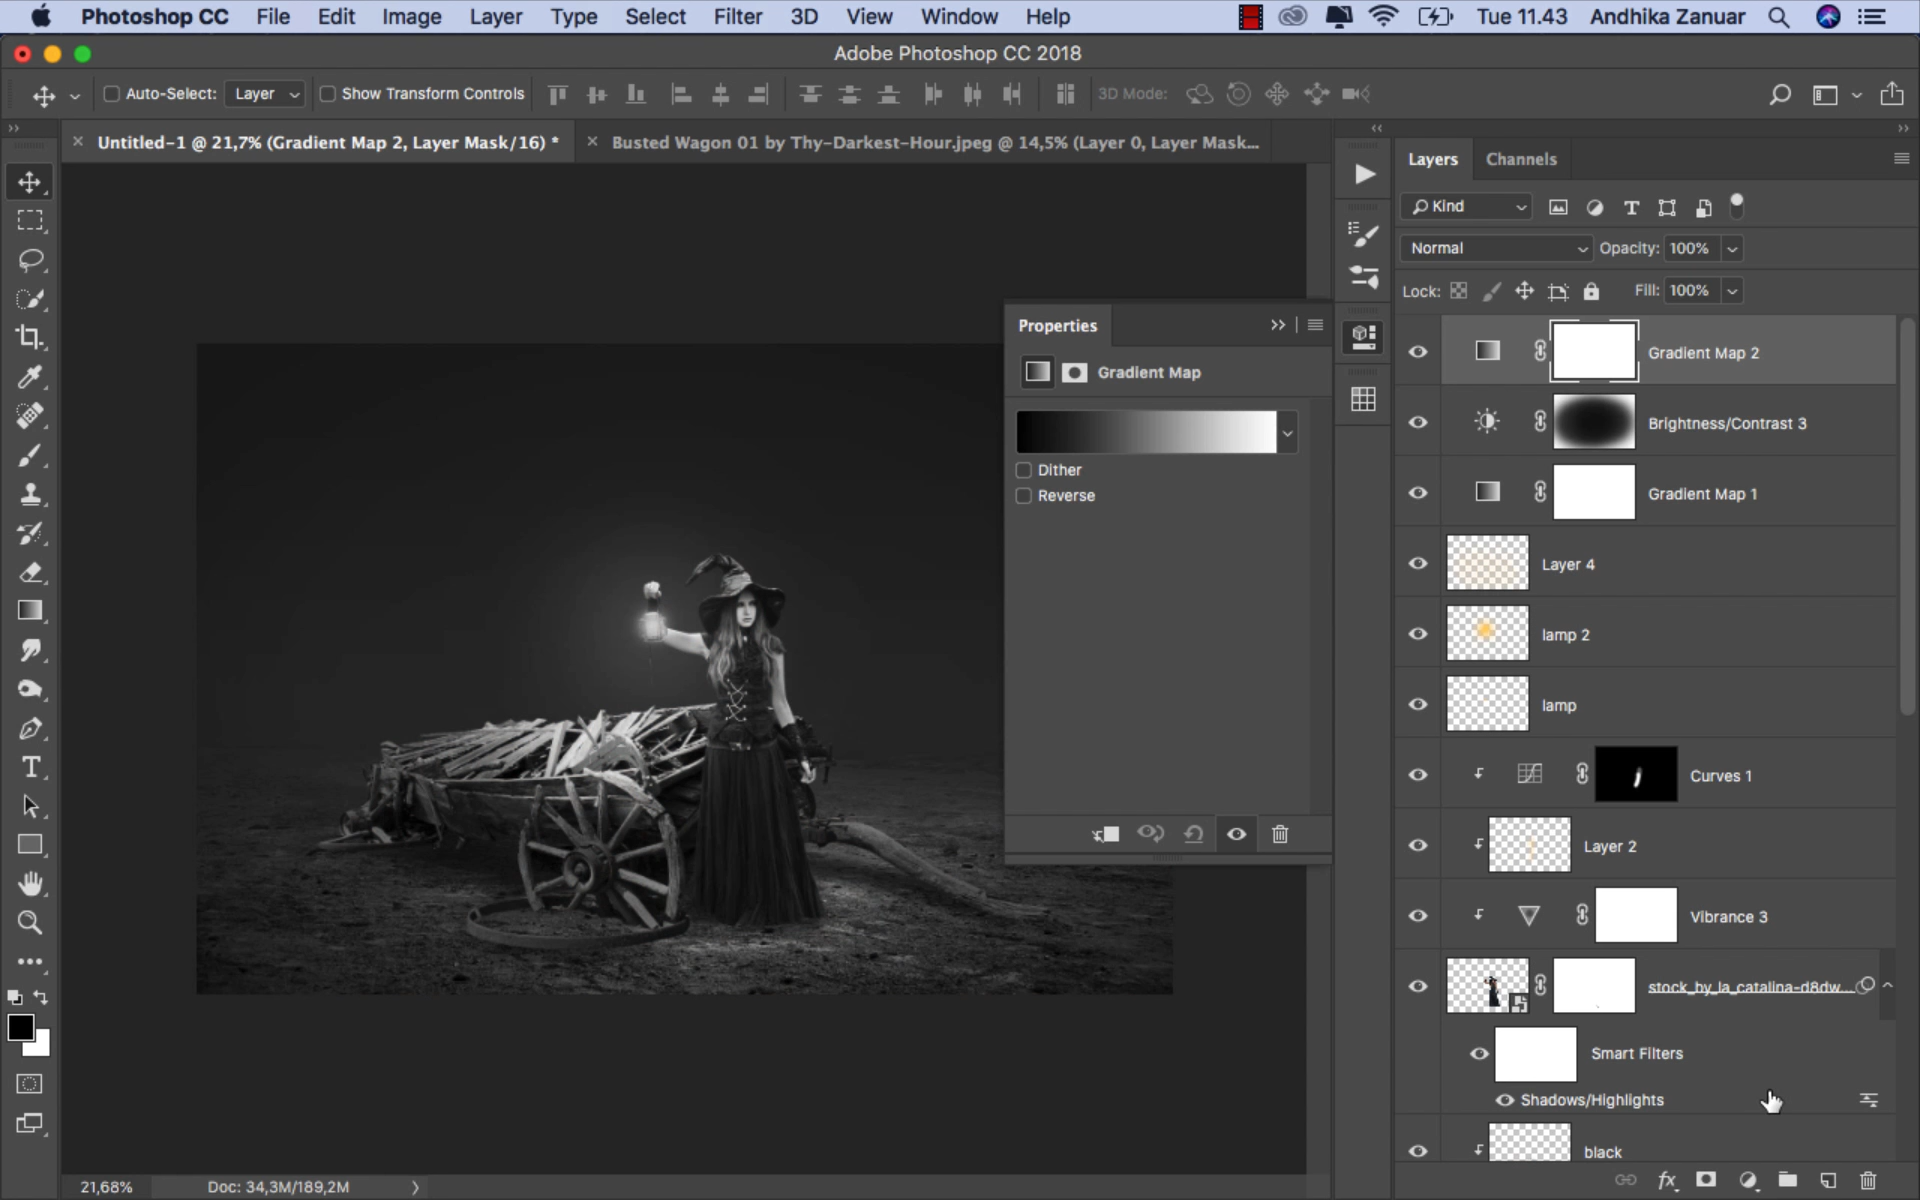 Photoshop CC File Edit Image Layer Type Select Filter 3D View Window Help Tue 11.43 Andhika Zanuar
Adobe Photoshop CC 2018
Auto-Select: Layer Show Transform Controls 3D Mode:
Untitled-1 @ 21,7% (Gradient Map 2, Layer Mask/16) * Busted Wagon 01 by Thy-Darkest-Hour.jpeg @ 14,5% (Layer 0, Layer Mask...
Layers Channels
Kind
Normal Opacity: 100%
Lock: Fill: 100%
Properties
Gradient Map
Dither
Reverse
Gradient Map 2
Brightness/Contrast 3
Gradient Map 1
Layer 4
lamp 2
lamp
Curves 1
Layer 2
Vibrance 3
stock_by_la_catalina-d8dw...
Smart Filters
Shadows/Highlights
black
21,68% Doc: 34,3M/189,2M
fx